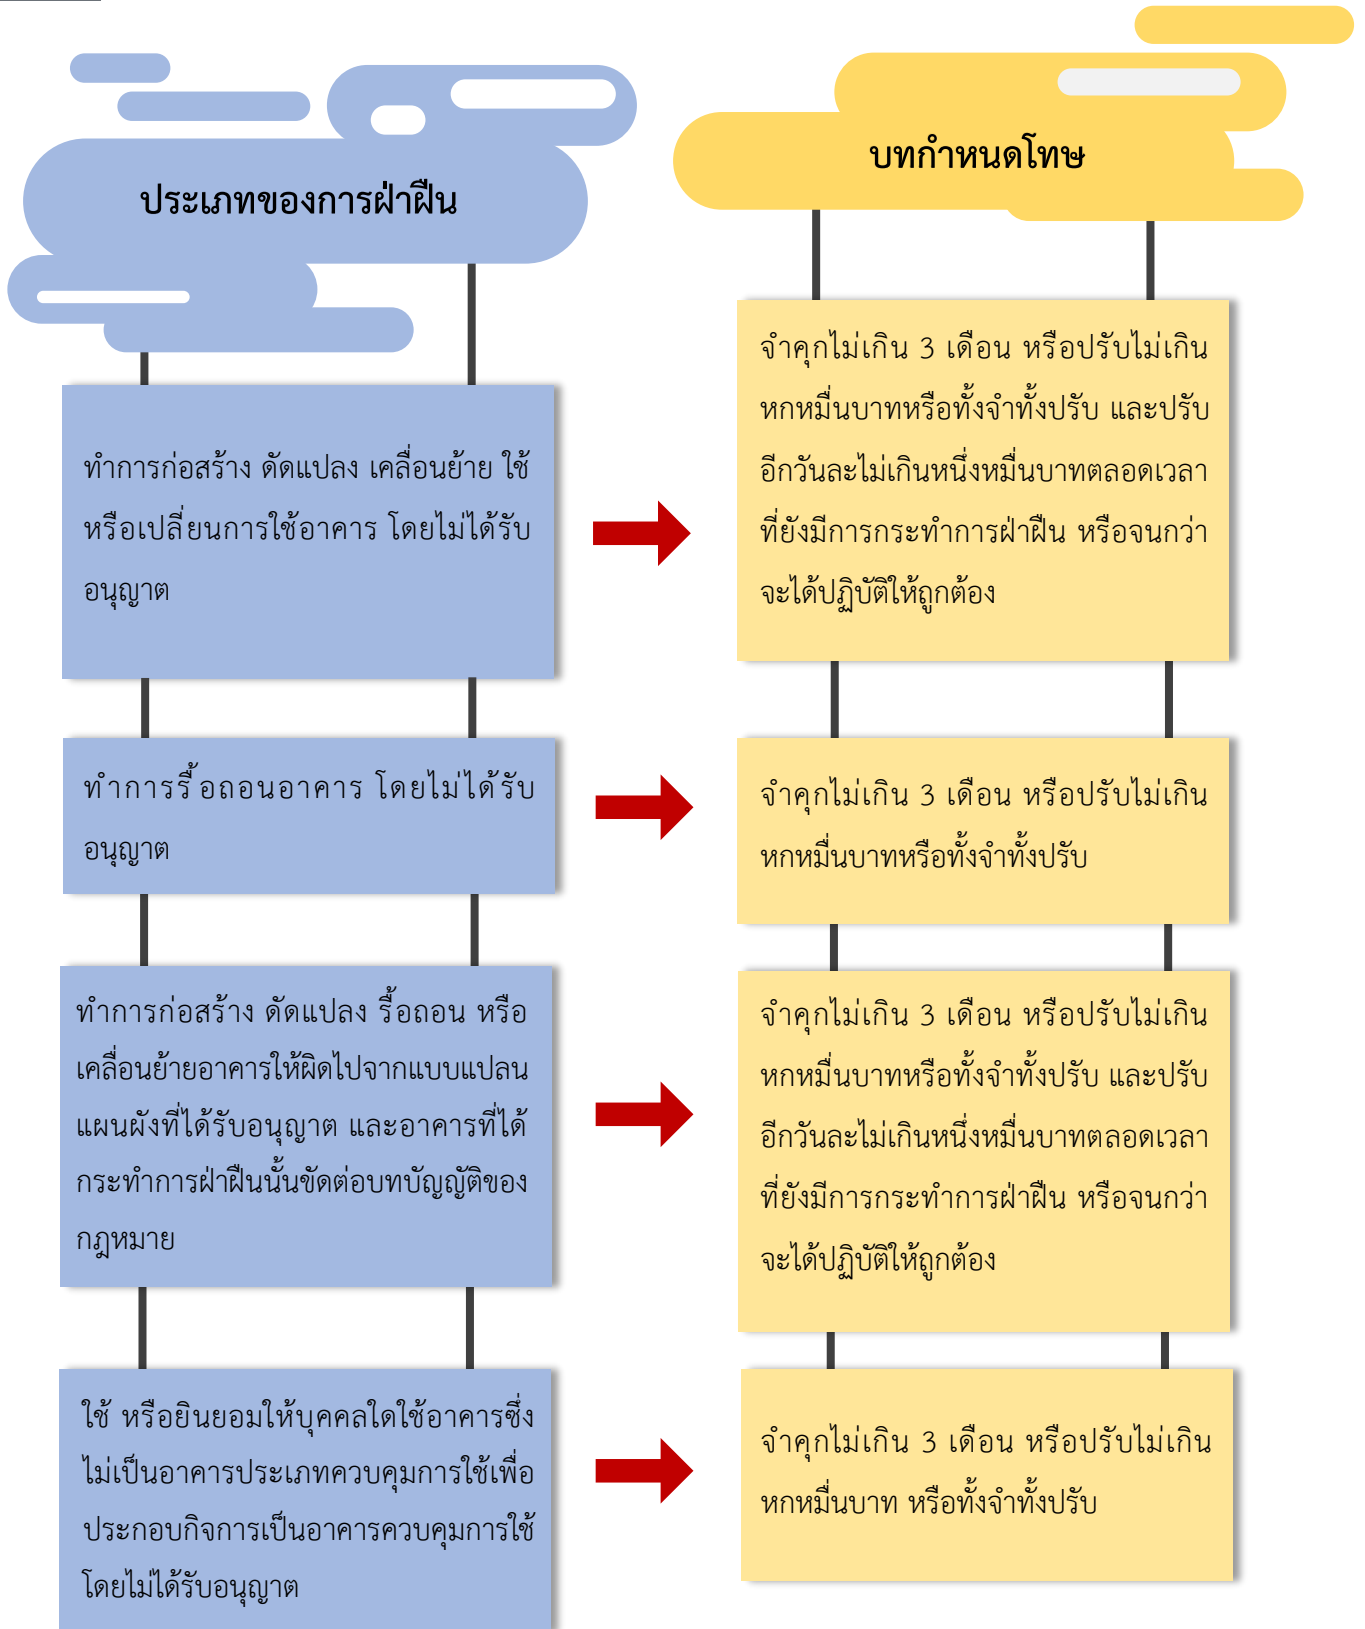 ประเภทของการฝ่าฝืน
บทกำหนดโทษ
ทำการก่อสร้าง ดัดแปลง เคลื่อนย้าย ใช้
หรือเปลี่ยนการใช้อาคาร โดยไม่ได้รับ
อนุญาต
จำคุกไม่เกิน 3 เดือน หรือปรับไม่เกิน
หกหมื่นบาทหรือทั้งจำทั้งปรับ และปรับ
อีกวันละไม่เกินหนึ่งหมื่นบาทตลอดเวลา
ที่ยังมีการกระทำการฝ่าฝืน หรือจนกว่า
จะได้ปฏิบัติให้ถูกต้อง
ทำการรื้อถอนอาคาร โดยไม่ได้รับ
อนุญาต
จำคุกไม่เกิน 3 เดือน หรือปรับไม่เกิน
หกหมื่นบาทหรือทั้งจำทั้งปรับ
ทำการก่อสร้าง ดัดแปลง รื้อถอน หรือ
เคลื่อนย้ายอาคารให้ผิดไปจากแบบแปลน
แผนผังที่ได้รับอนุญาต และอาคารที่ได้
กระทำการฝ่าฝืนนั้นขัดต่อบทบัญญัติของ
กฎหมาย
จำคุกไม่เกิน 3 เดือน หรือปรับไม่เกิน
หกหมื่นบาทหรือทั้งจำทั้งปรับ และปรับ
อีกวันละไม่เกินหนึ่งหมื่นบาทตลอดเวลา
ที่ยังมีการกระทำการฝ่าฝืน หรือจนกว่า
จะได้ปฏิบัติให้ถูกต้อง
ใช้ หรือยินยอมให้บุคคลใดใช้อาคารซึ่ง
ไม่เป็นอาคารประเภทควบคุมการใช้เพื่อ
ประกอบกิจการเป็นอาคารควบคุมการใช้
โดยไม่ได้รับอนุญาต
จำคุกไม่เกิน 3 เดือน หรือปรับไม่เกิน
หกหมื่นบาท หรือทั้งจำทั้งปรับ